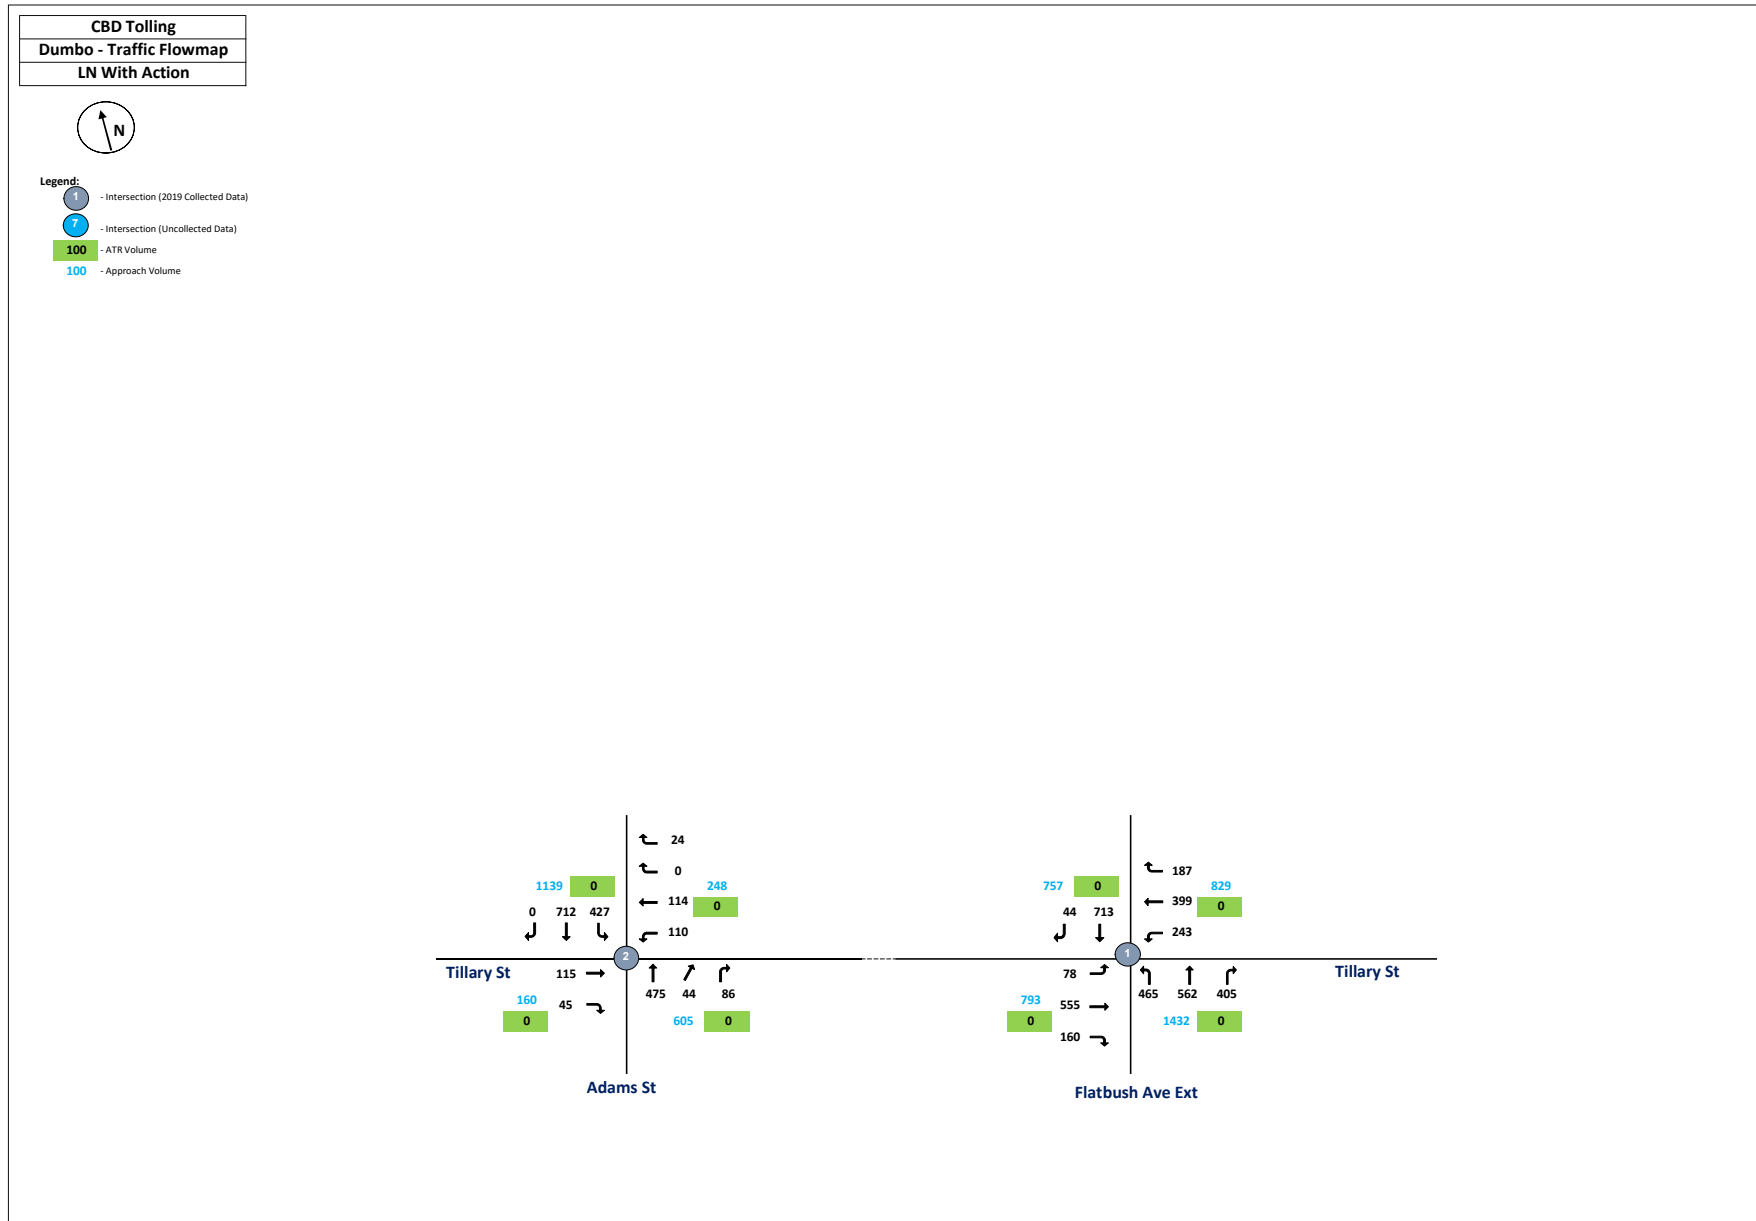 CBD Tolling
Dumbo - Traffic Flowmap
LN With Action
N
Legend:
1 - Intersection (2019 Collected Data)
7 - Intersection (Uncollected Data)
100 - ATR Volume
100 - Approach Volume
24
0
1139 0 248
114 0
0 712 427
110
2
Tillary St
115
475 44 86
160 45
0
605 0
Adams St
187
757 0 829
399 0
44 713
243
1
Tillary St
78
465 562 405
793 555
0
1432 0
160
Flatbush Ave Ext